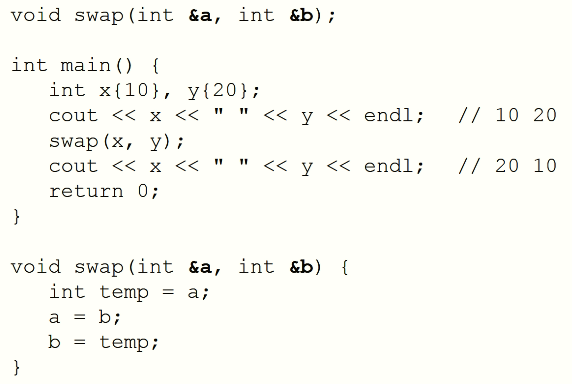 void swap(int &a, int &b);
int main() {
int x{10}, y{20};
cout << x << " " << y << endl; // 10 20
swap(x, y);
cout << x << " " << y << endl; // 20 10
return 0;
}
void swap(int &a, int &b) {
int temp = a;
a = b;
b = temp;
}